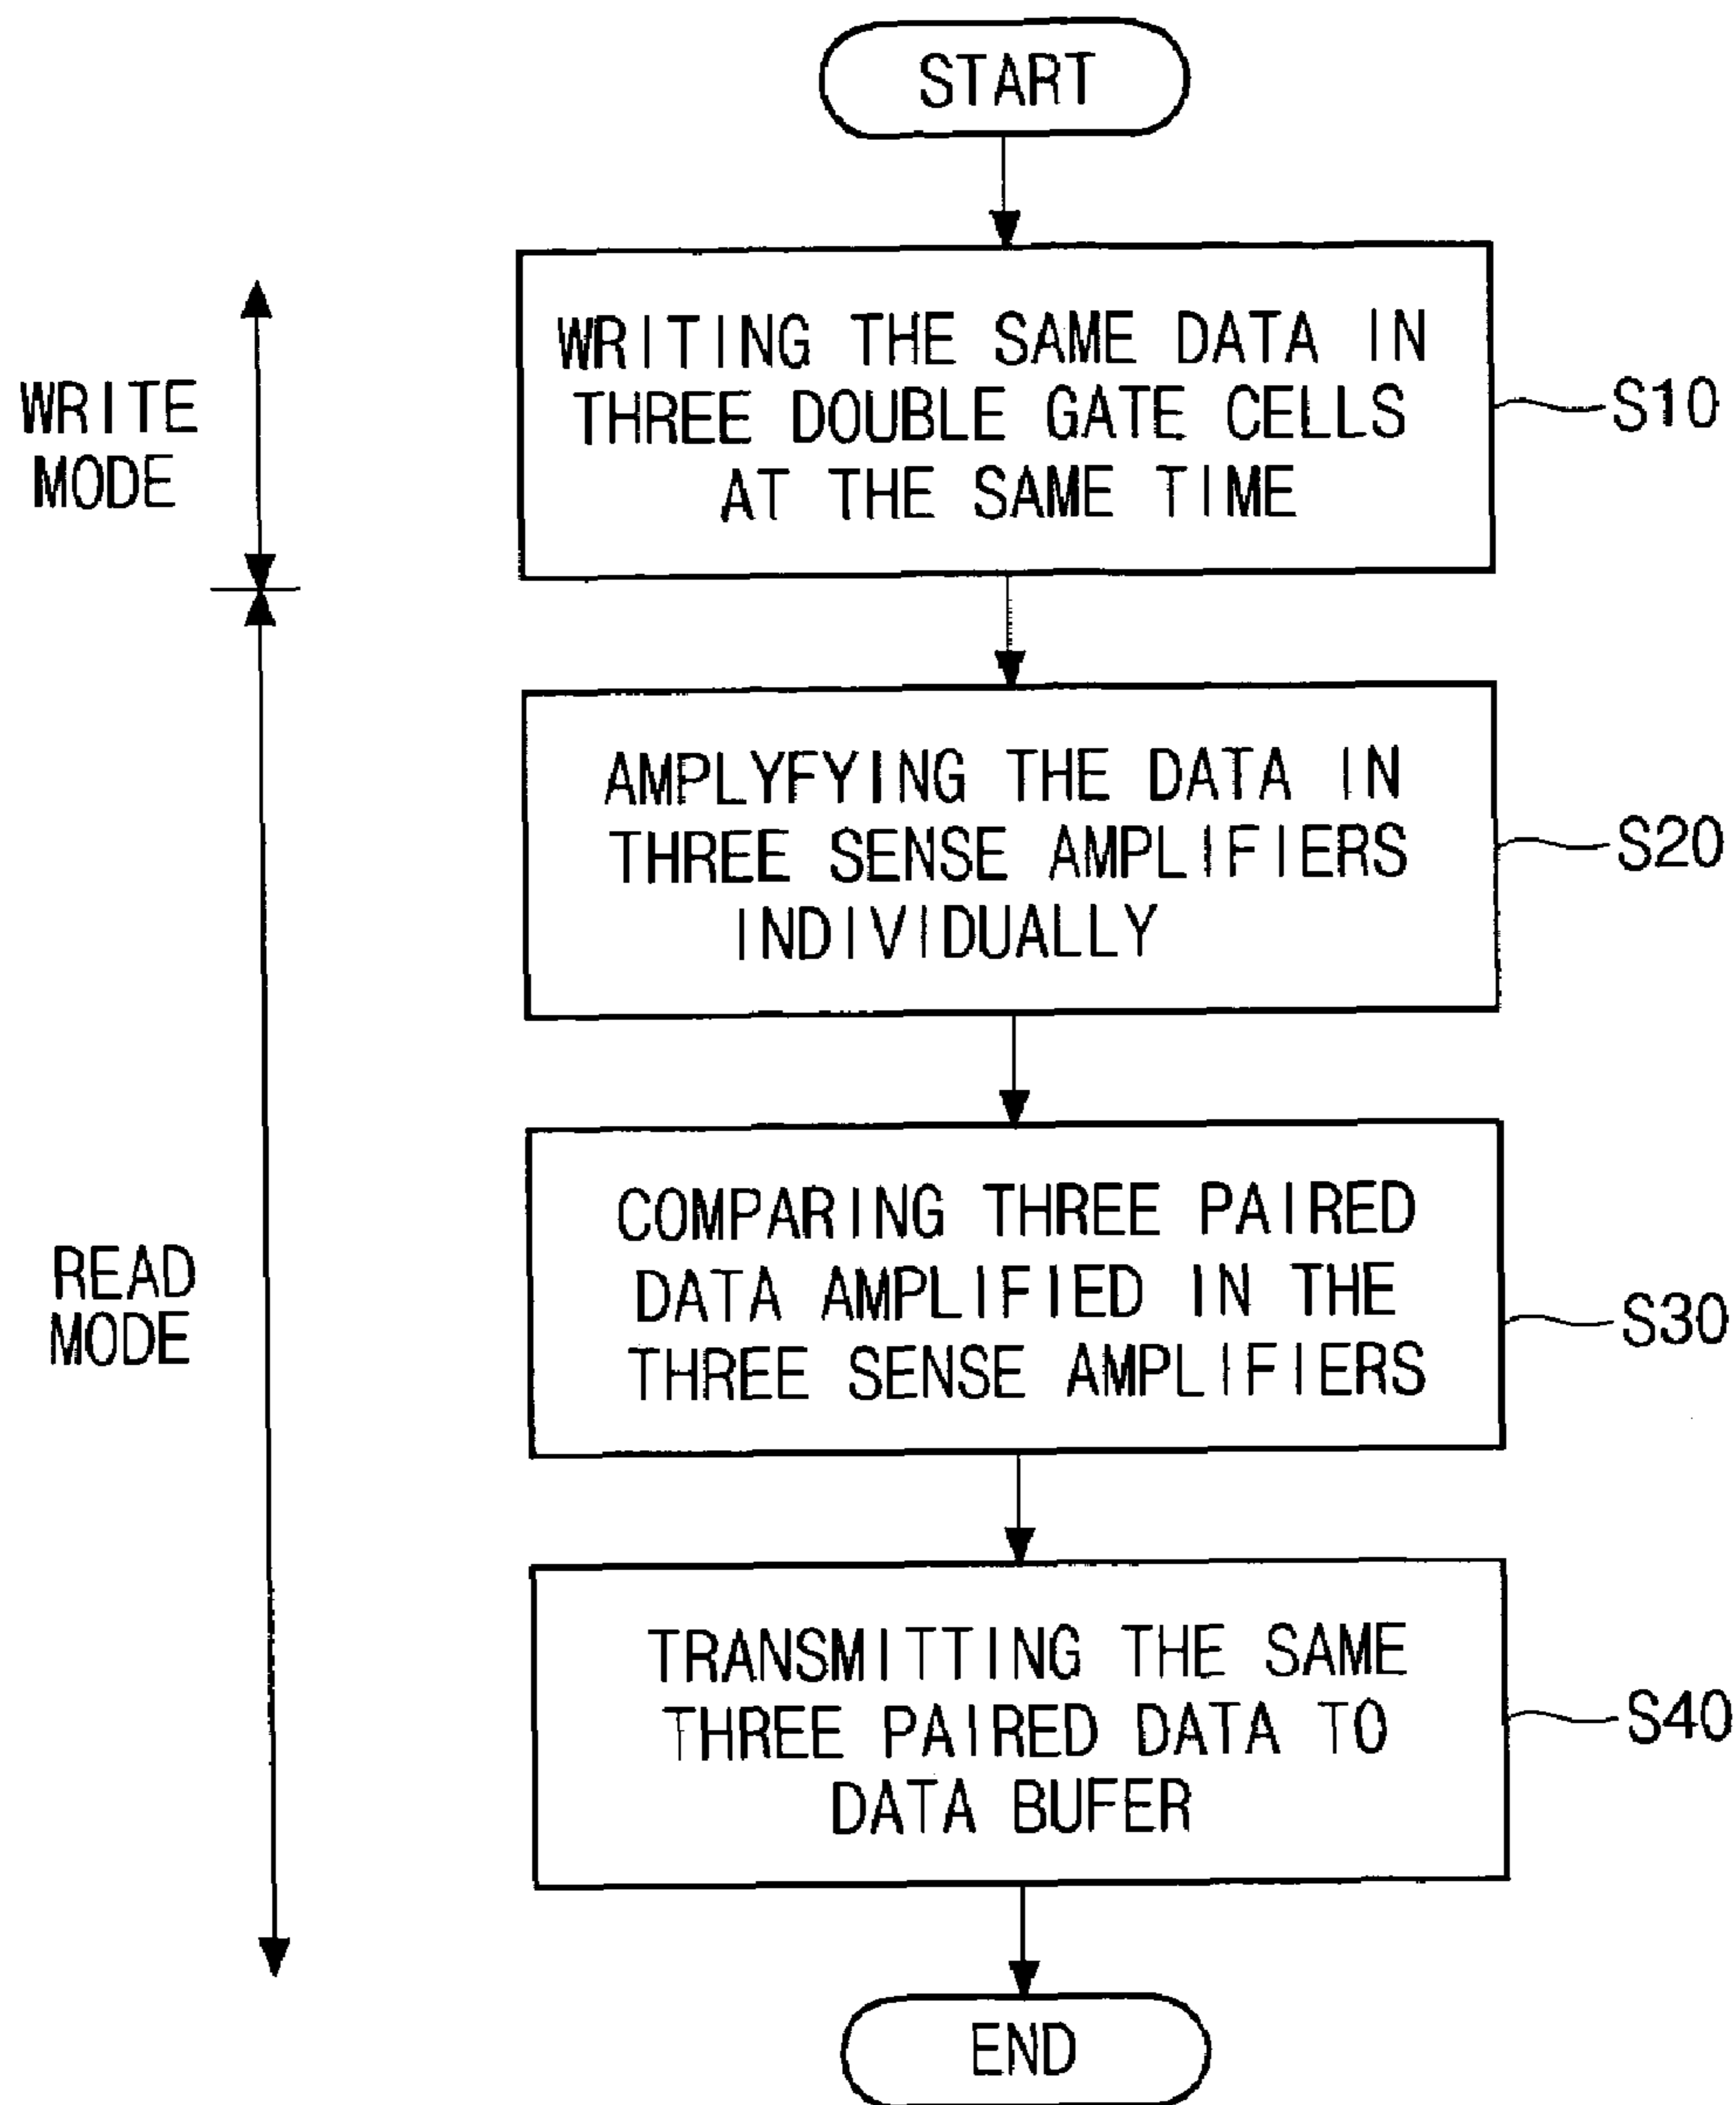 START
WRITING THE SAME DATA IN
THREE DOUBLE GATE CELLS
AT THE SAME TIME
S10
WRITE
MODE
AMPLYFYING THE DATA IN
THREE SENSE AMPLIFIERS
INDIVIDUALLY
S20
COMPARING THREE PAIRED
DATA AMPLIFIED IN THE
THREE SENSE AMPLIFIERS
S30
READ
MODE
TRANSMITTING THE SAME
THREE PAIRED DATA TO
DATA BUFER
S40
END